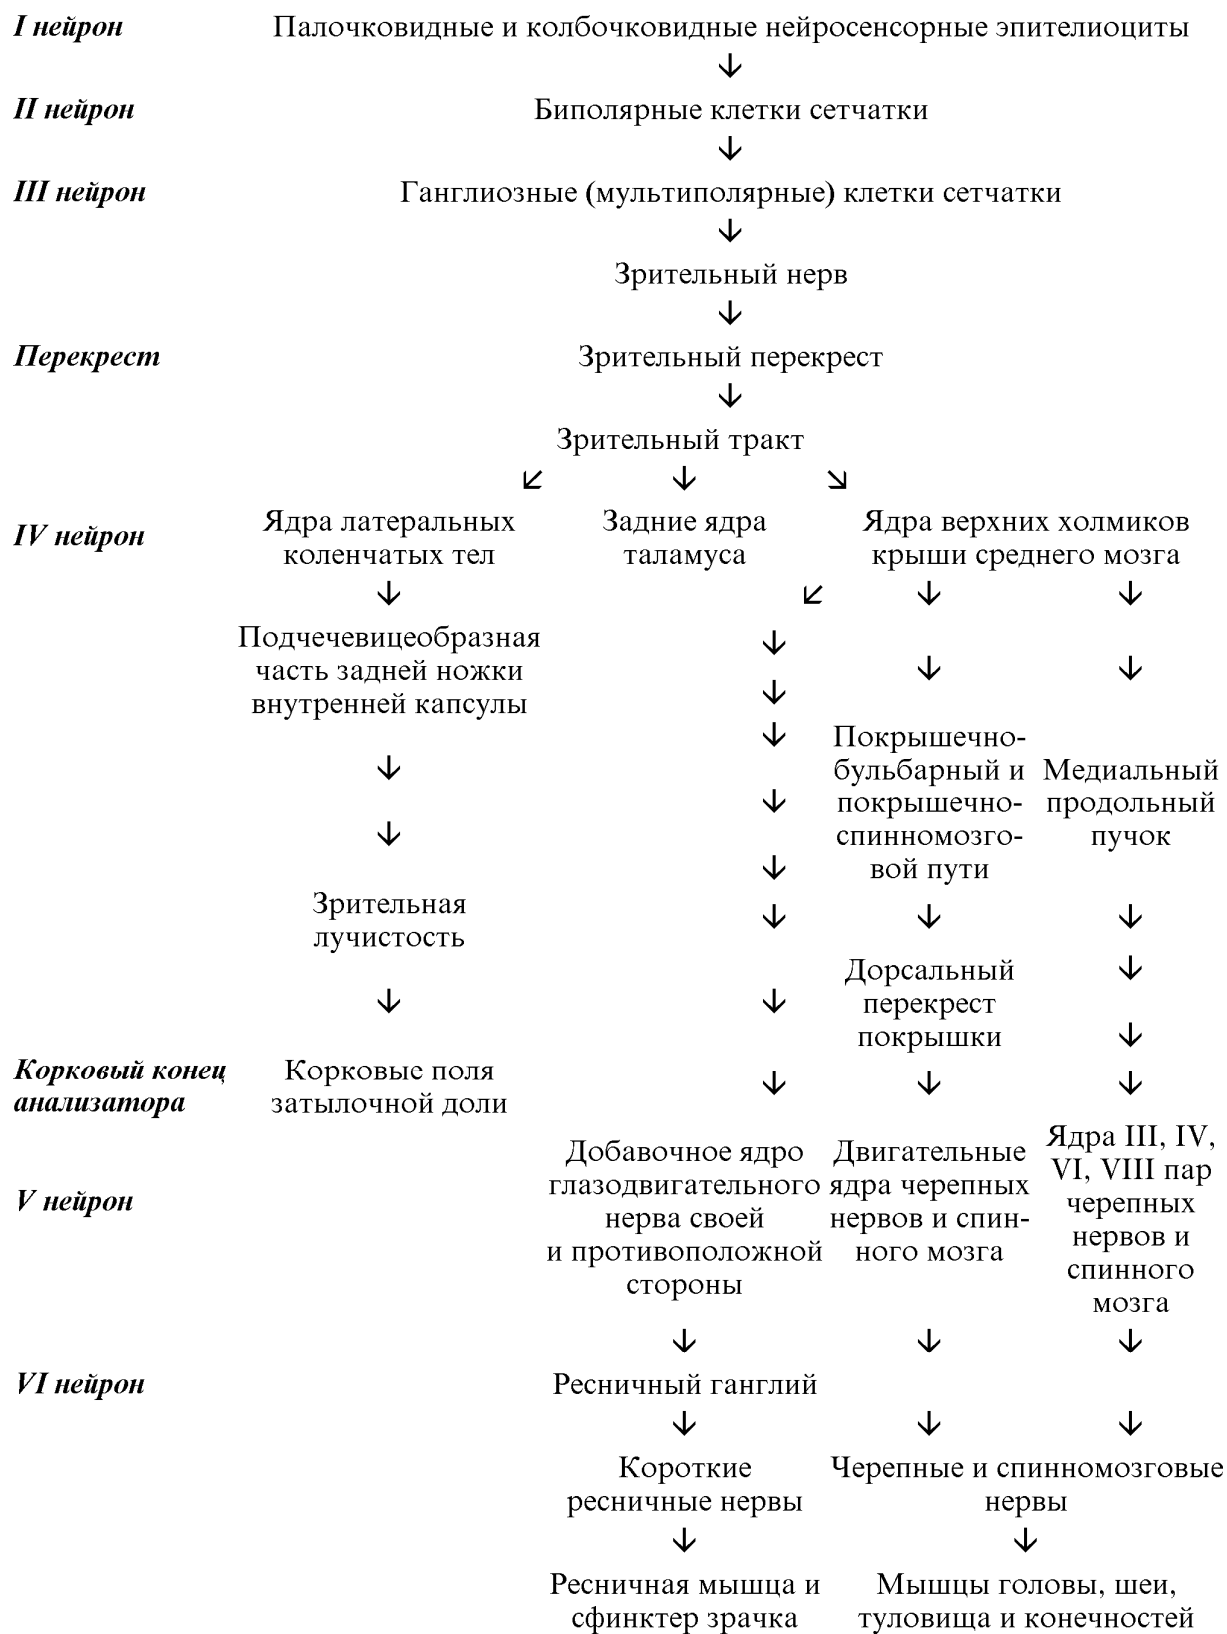 I нейрон Палочковидные и колбочковидные нейросенсорные эпителиоциты
↓
II нейрон Биполярные клетки сетчатки
↓
III нейрон Ганглиозные (мультиполярные) клетки сетчатки
↓
Зрительный нерв
↓
Перекрест Зрительный перекрест
↓
Зрительный тракт
↙ ↓ ↘
IV нейрон
Ядра латеральных
коленчатых тел
Задние ядра
таламуса
Ядра верхних холмиков
крыши среднего мозга
↓ ↙ ↓ ↓
Подчечевицеобразная
часть задней ножки
внутренней капсулы
↓
↓
Зрительная
лучистость
↓
Покрышечно-
бульбарный и
покрышечно-
спинномозго-
вой пути
↓
Дорсальный
перекрест
покрышки
↓
Медиальный
продольный
пучок
↓
↓
↓
↓
Корковый конец
анализатора
Корковые поля
затылочной доли
V нейрон
Добавочное ядро
глазодвигательного
нерва своей
и противоположной
стороны
Двигательные
ядра черепных
нервов и спин-
ного мозга
Ядра III, IV,
VI, VIII пар
черепных
нервов и
спинного
мозга
↓ ↓ ↓
VI нейрон Ресничный ганглий
↓ ↓ ↓
Короткие
ресничные нервы
Черепные и спинномозговые
нервы
↓ ↓
Ресничная мышца и
сфинктер зрачка
Мышцы головы, шеи,
туловища и конечностей